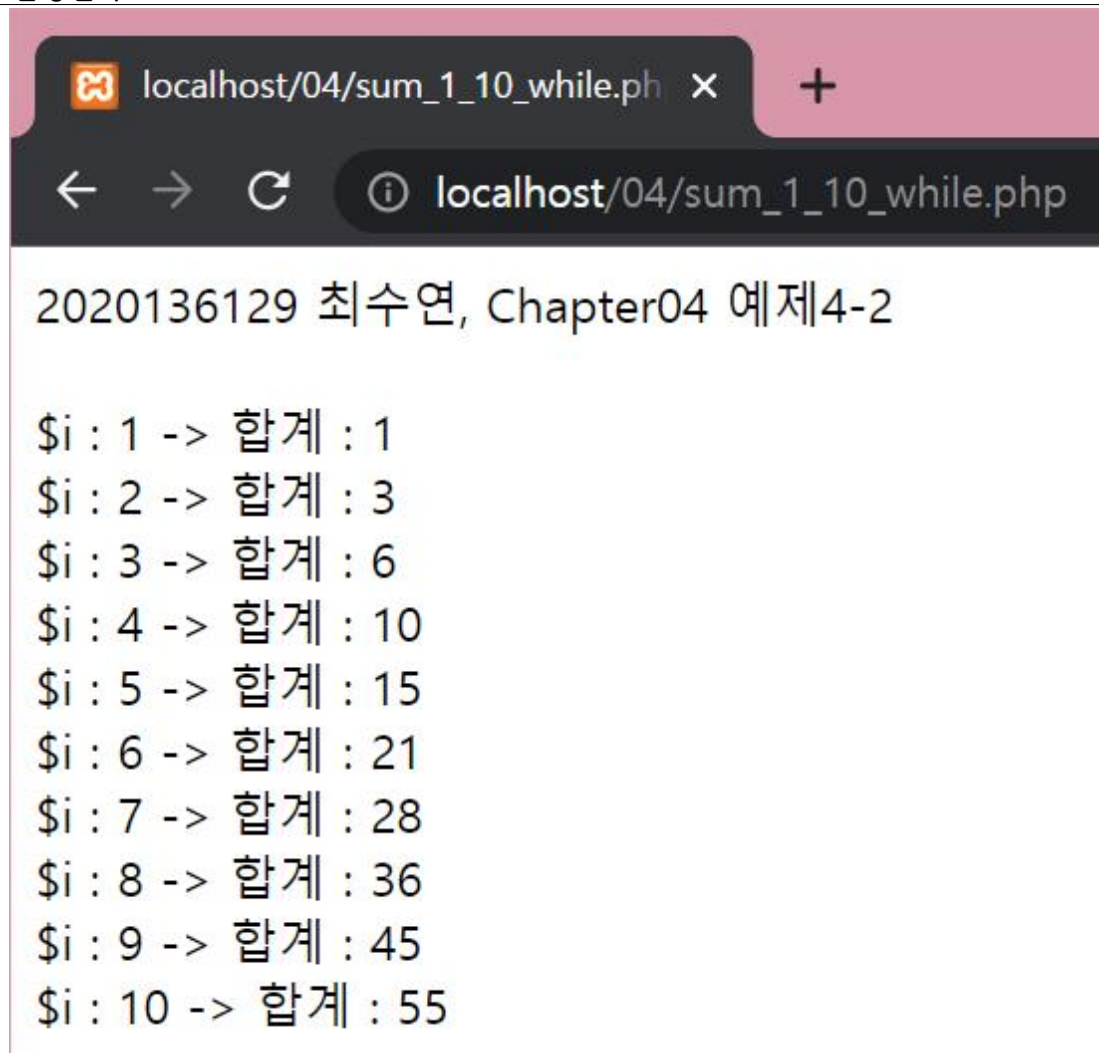 localhost/04/sum_1_10_while.ph
localhost/04/sum_1_10_while.php
2020136129 최수연, Chapter04 예제4-2
$i : 1 -> 합계 : 1
$i : 2 -> 합계 : 3
$i : 3 -> 합계 : 6
$i : 4 -> 합계 : 10
$i : 5 -> 합계 : 15
$i : 6 -> 합계 : 21
$i : 7 -> 합계 : 28
$i : 8 -> 합계 : 36
$i : 9 -> 합계 : 45
$i : 10 -> 합계 : 55